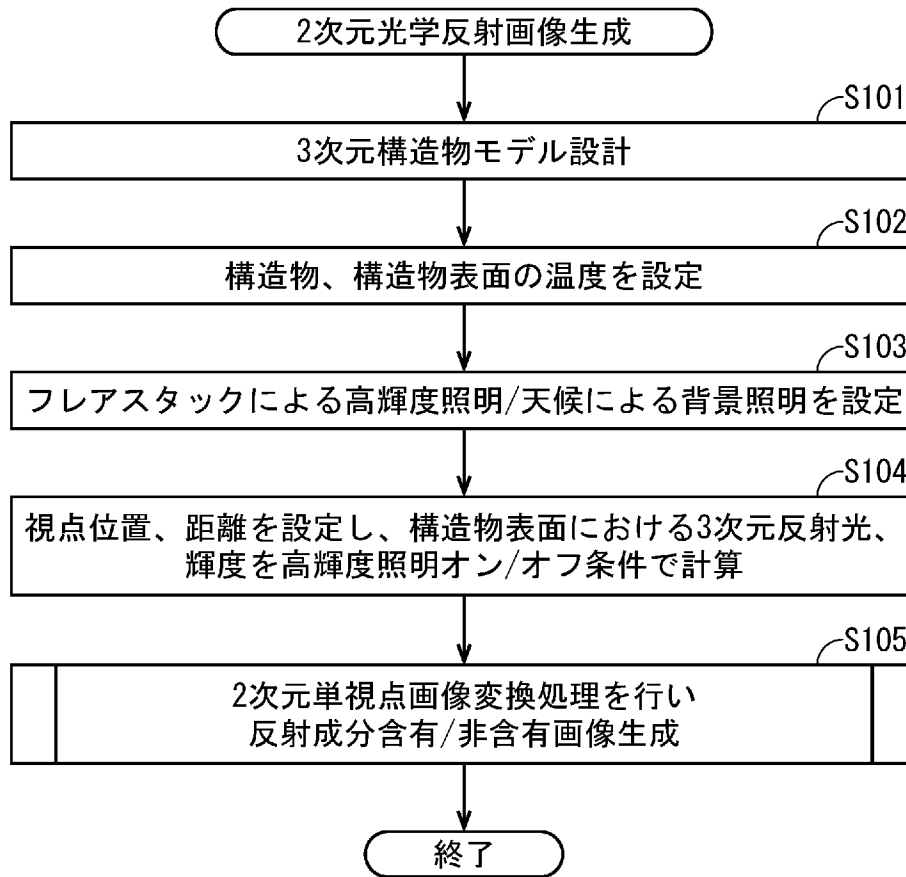 2次元光学反射画像生成
S101
3次元構造物モデル設計
S102
構造物、構造物表面の温度を設定
S103
フレアスタックによる高輝度照明/天候による背景照明を設定
S104
視点位置、距離を設定し、構造物表面における3次元反射光、
輝度を高輝度照明オン/オフ条件で計算
S105
2次元単視点画像変換処理を行い
反射成分含有/非含有画像生成
終了